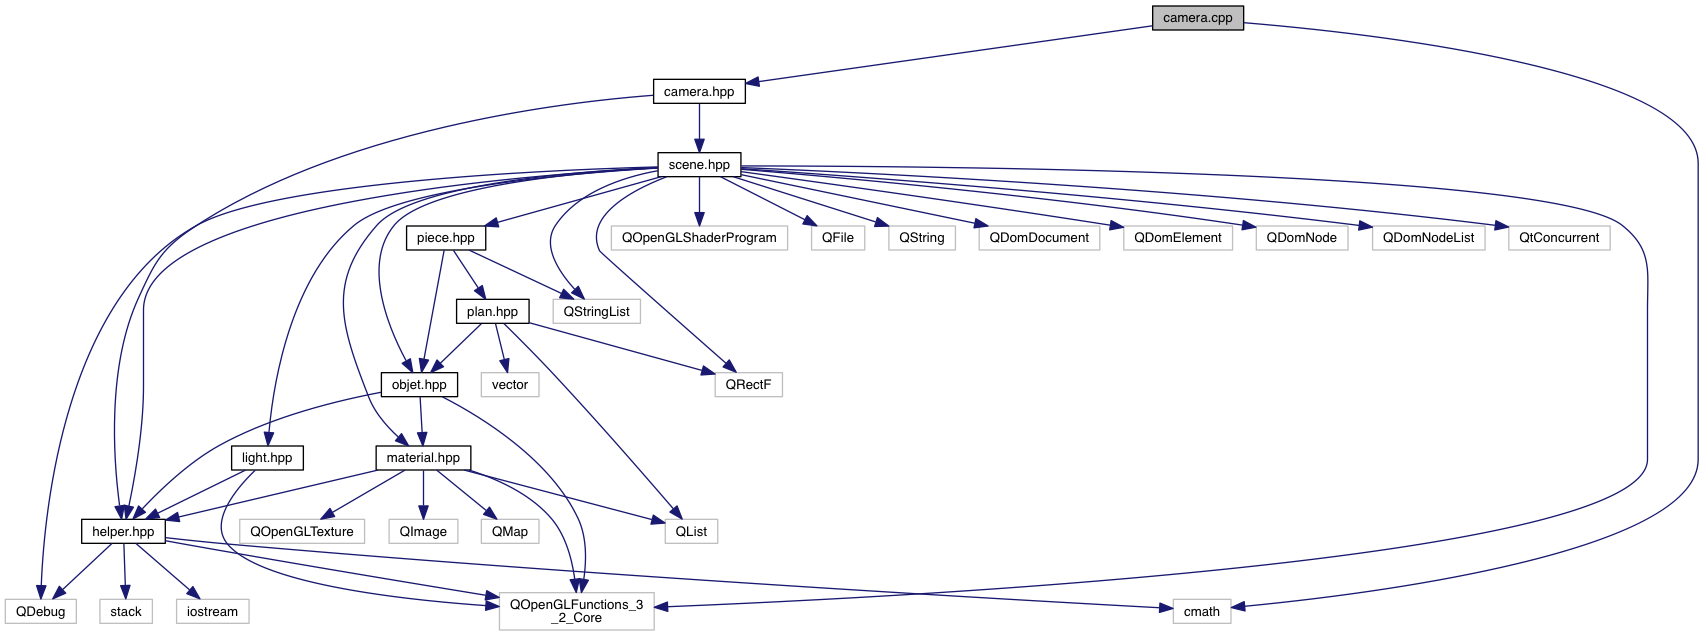 camera.cpp
camera.hpp
scene.hpp
piece.hpp
QOpenGLShaderProgram
QFile
QString
QDomDocument
QDomElement
QDomNode
QDomNodeList
QtConcurrent
plan.hpp
QStringList
objet.hpp
vector
QRectF
light.hpp
material.hpp
helper.hpp
QOpenGLTexture
QImage
QMap
QList
QDebug
stack
iostream
QOpenGLFunctions_3
_2_Core
cmath